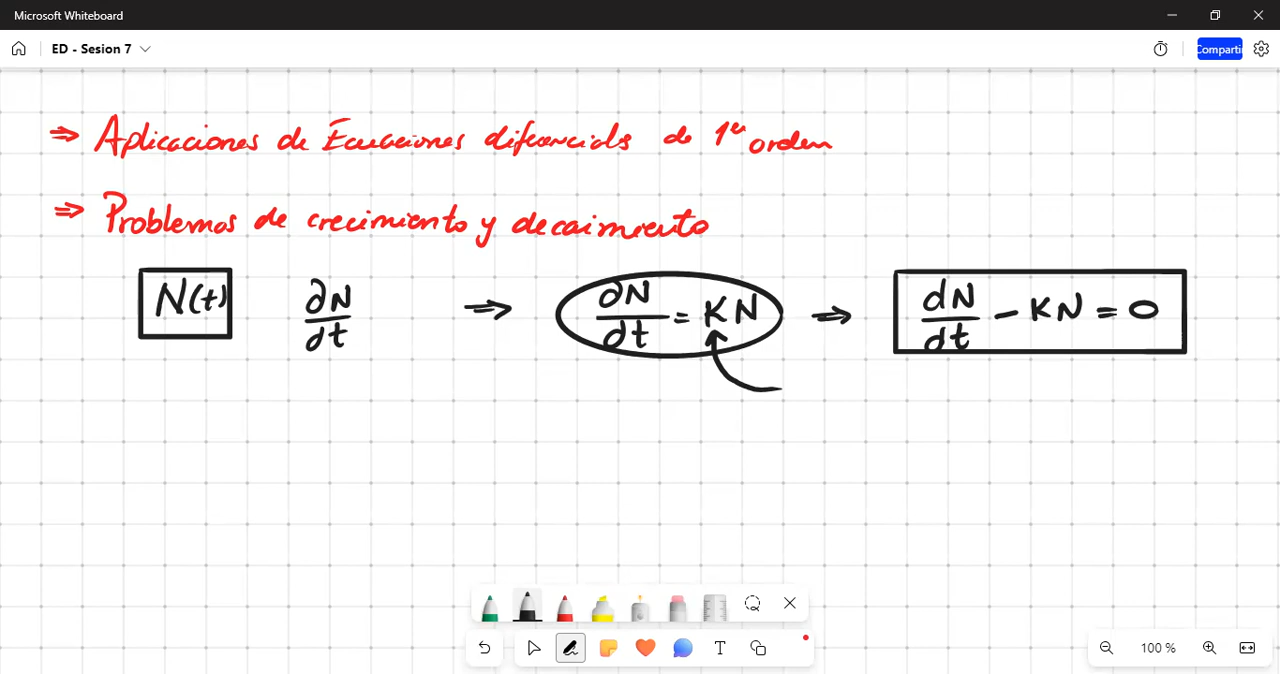 Microsoft Whiteboard
ED - Sesion 7
Comparti
⇒ Aplicaciones de Ecuaciones diferenciales de 1er orden
⇒ Problemas de crecimiento y decaimiento
N(t) ∂N/∂t ⇒ ∂N/∂t = KN ⇒ dN/dt - KN = 0
T
100 %